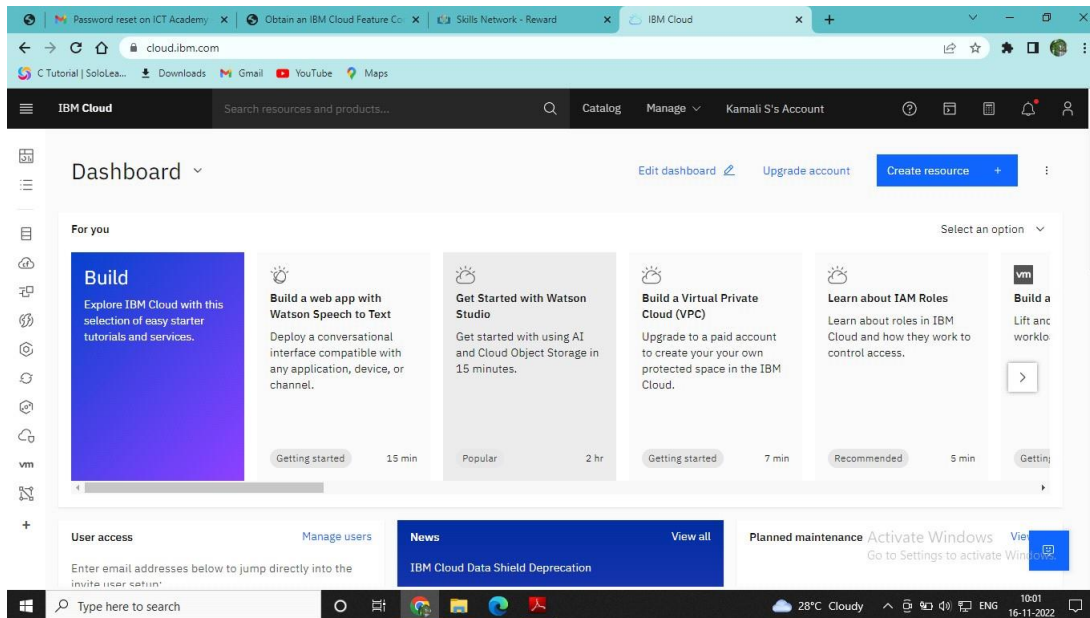 Password reset on ICT Academy
Obtain an IBM Cloud Feature Co
Skills Network - Reward
IBM Cloud
cloud.ibm.com
C Tutorial | SoloLea...
Downloads
Gmail
YouTube
Maps
IBM Cloud
Search resources and products...
Catalog
Manage
Kamali S's Account
Dashboard
Edit dashboard
Upgrade account
Create resource +
For you
Select an option
Build
Explore IBM Cloud with this
selection of easy starter
tutorials and services.
Build a web app with
Watson Speech to Text
Deploy a conversational
interface compatible with
any application, device, or
channel.
Getting started
15 min
Get Started with Watson
Studio
Get started with using AI
and Cloud Object Storage in
15 minutes.
Popular
2 hr
Build a Virtual Private
Cloud (VPC)
Upgrade to a paid account
to create your your own
protected space in the IBM
Cloud.
Getting started
7 min
Learn about IAM Roles
Learn about roles in IBM
Cloud and how they work to
control access.
Recommended
5 min
vm
Build a
Lift and
worklo
Getting
vm
User access
Manage users
Enter email addresses below to jump directly into the
invite user setup:
News
View all
IBM Cloud Data Shield Deprecation
Planned maintenance
Vie
Activate Windows
Go to Settings to activate Windows.
Type here to search
28°C Cloudy
ENG
10:01
16-11-2022